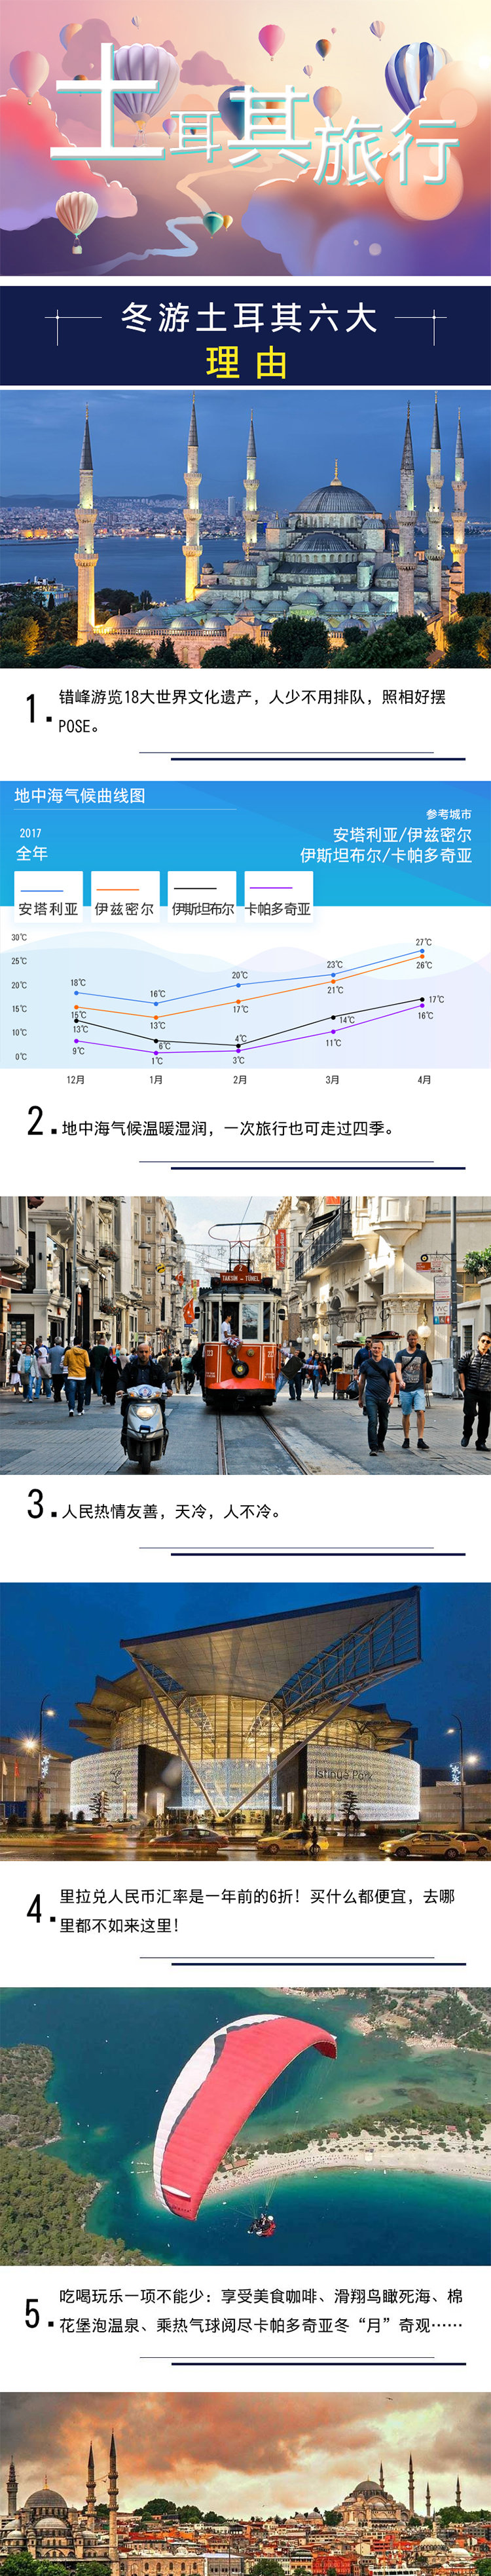 土耳其旅行
冬游土耳其六大
理由
1.
错峰游览18大世界文化遗产，人少不用排队，照相好摆
POSE。
地中海气候曲线图
2017
全年
参考城市
安塔利亚/伊兹密尔
伊斯坦布尔/卡帕多奇亚
安塔利亚 伊兹密尔 伊斯坦布尔 卡帕多奇亚
30℃
25℃
20℃
15℃
10℃
0℃
18℃ 16℃ 20℃ 23℃ 27℃
15℃ 13℃ 17℃ 21℃ 26℃
13℃ 6℃ 4℃ 14℃ 17℃
9℃ 1℃ 3℃ 11℃ 16℃
12月 1月 2月 3月 4月
2.地中海气候温暖湿润，一次旅行也可走过四季。
TAKSİM - TÜNEL
WC
3.人民热情友善，天冷，人不冷。
İstinye Park
4.
里拉兑人民币汇率是一年前的6折！买什么都便宜，去哪
里都不如来这里！
5.
吃喝玩乐一项不能少：享受美食咖啡、滑翔鸟瞰死海、棉
花堡泡温泉、乘热气球阅尽卡帕多奇亚冬“月”奇观……